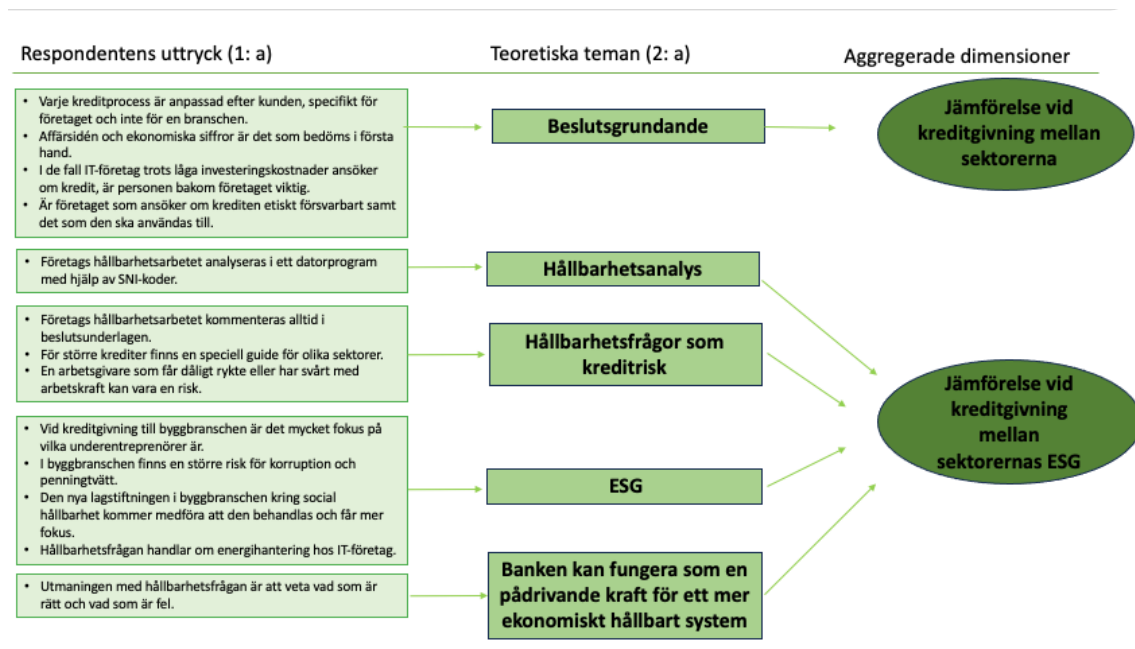 Respondentens uttryck (1: a)
Teoretiska teman (2: a)
Aggregerade dimensioner
• Varje kreditprocess är anpassad efter kunden, specifikt för
företaget och inte för en branschen.
• Affärsidén och ekonomiska siffror är det som bedöms i första
hand.
• I de fall IT-företag trots låga investeringskostnader ansöker
om kredit, är personen bakom företaget viktig.
• Är företaget som ansöker om krediten etiskt försvarbart samt
det som den ska användas till.
Beslutsgrundande
Jämförelse vid
kreditgivning mellan
sektorerna
• Företags hållbarhetsarbetet analyseras i ett datorprogram
med hjälp av SNI-koder.
Hållbarhetsanalys
• Företags hållbarhetsarbetet kommenteras alltid i
beslutsunderlagen.
• För större krediter finns en speciell guide för olika sektorer.
• En arbetsgivare som får dåligt rykte eller har svårt med
arbetskraft kan vara en risk.
Hållbarhetsfrågor som
kreditrisk
• Vid kreditgivning till byggbranschen är det mycket fokus på
vilka underentreprenörer är.
• I byggbranschen finns en större risk för korruption och
penningtvätt.
• Den nya lagstiftningen i byggbranschen kring social
hållbarhet kommer medföra att den behandlas och får mer
fokus.
• Hållbarhetsfrågan handlar om energihantering hos IT-företag.
ESG
Jämförelse vid
kreditgivning
mellan
sektorernas ESG
• Utmaningen med hållbarhetsfrågan är att veta vad som är
rätt och vad som är fel.
Banken kan fungera som en
pådrivande kraft för ett mer
ekonomiskt hållbart system